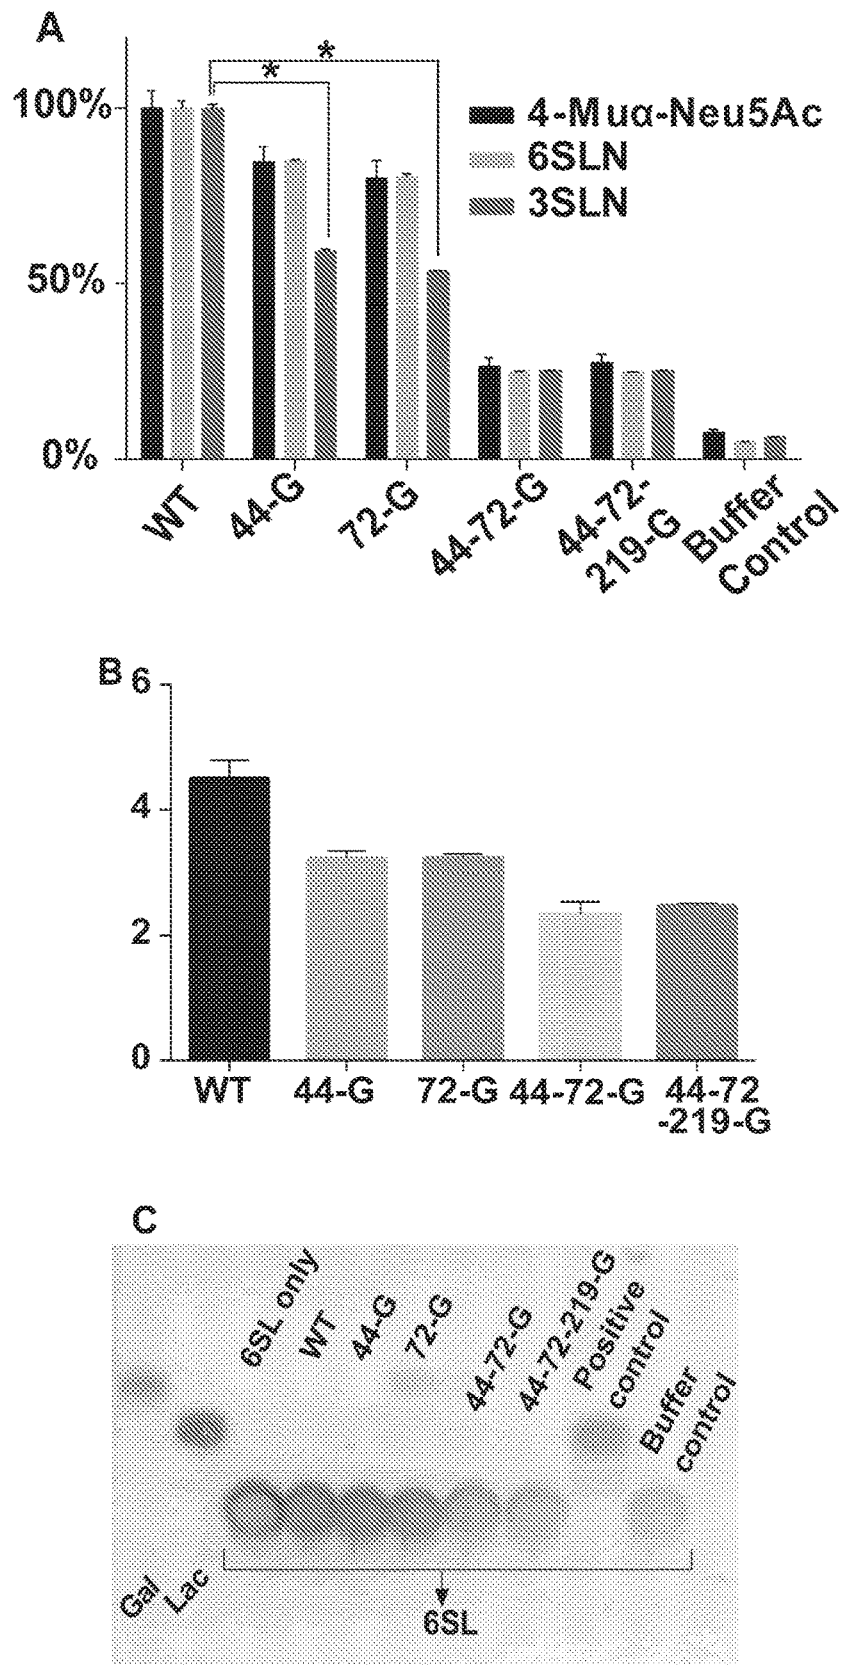 A
*
*
100%
50%
0%
4-Muα-Neu5Ac
6SLN
3SLN
WT
44-G
72-G
44-72-G
44-72-
219-G
Buffer
Control
B
6
4
2
0
WT
44-G
72-G
44-72-G
44-72
-219-G
C
6SL only
WT
44-G
72-G
44-72-G
44-72-219-G
Positive
control
Buffer
control
Gal
Lac
6SL